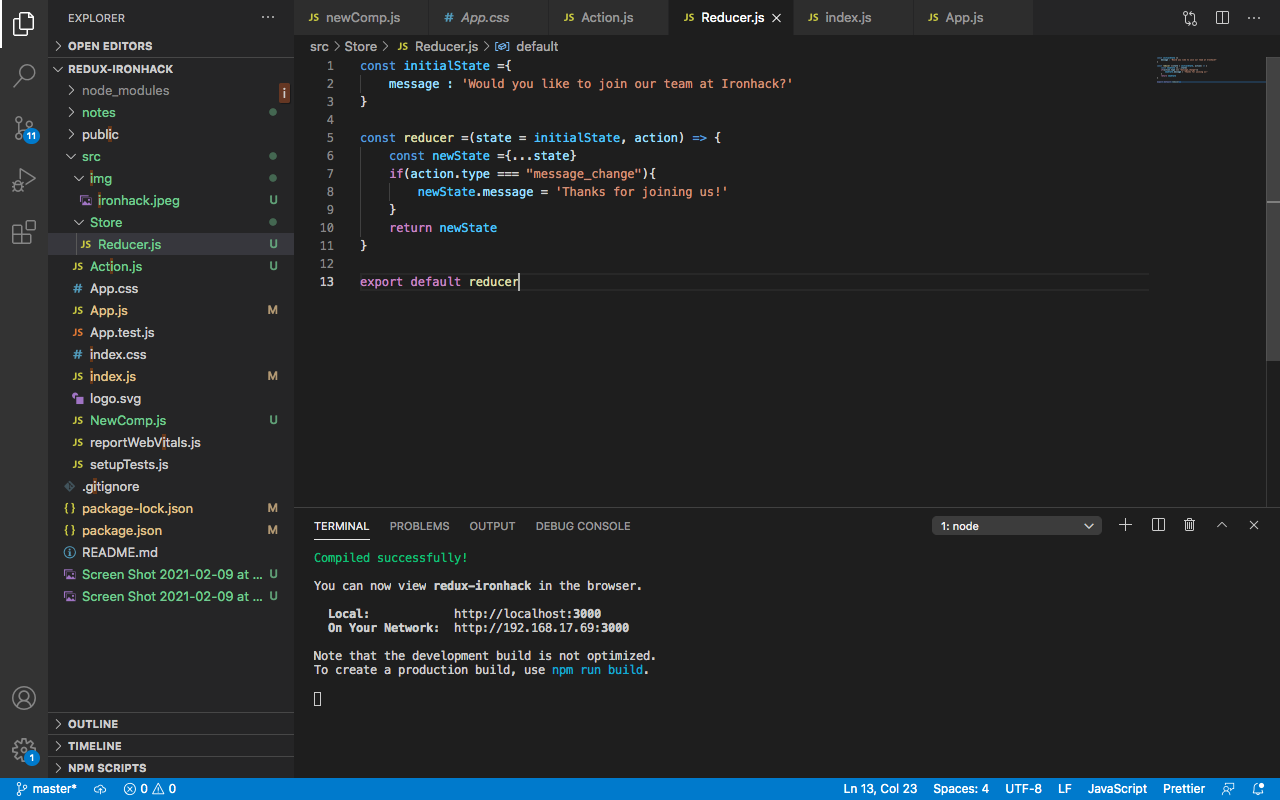 EXPLORER
OPEN EDITORS
REDUX-IRONHACK
node_modules
i
notes
public
src
img
ironhack.jpeg U
Store
JS Reducer.js U
JS Action.js U
# App.css
JS App.js M
JS App.test.js
# index.css
JS index.js M
logo.svg
JS NewComp.js U
JS reportWebVitals.js
JS setupTests.js
.gitignore
{} package-lock.json M
{} package.json M
README.md
Screen Shot 2021-02-09 at ... U
Screen Shot 2021-02-09 at ... U
OUTLINE
TIMELINE
NPM SCRIPTS
11
1
JS newComp.js # App.css JS Action.js JS Reducer.js JS index.js JS App.js
src > Store > JS Reducer.js > default
1 const initialState ={
2 message : 'Would you like to join our team at Ironhack?'
3 }
4
5 const reducer =(state = initialState, action) => {
6 const newState ={...state}
7 if(action.type === "message_change"){
8 newState.message = 'Thanks for joining us!'
9 }
10 return newState
11 }
12
13 export default reducer
TERMINAL PROBLEMS OUTPUT DEBUG CONSOLE 1: node
Compiled successfully!
You can now view redux-ironhack in the browser.
Local: http://localhost:3000
On Your Network: http://192.168.17.69:3000
Note that the development build is not optimized.
To create a production build, use npm run build.
master* 0 0 Ln 13, Col 23 Spaces: 4 UTF-8 LF JavaScript Prettier